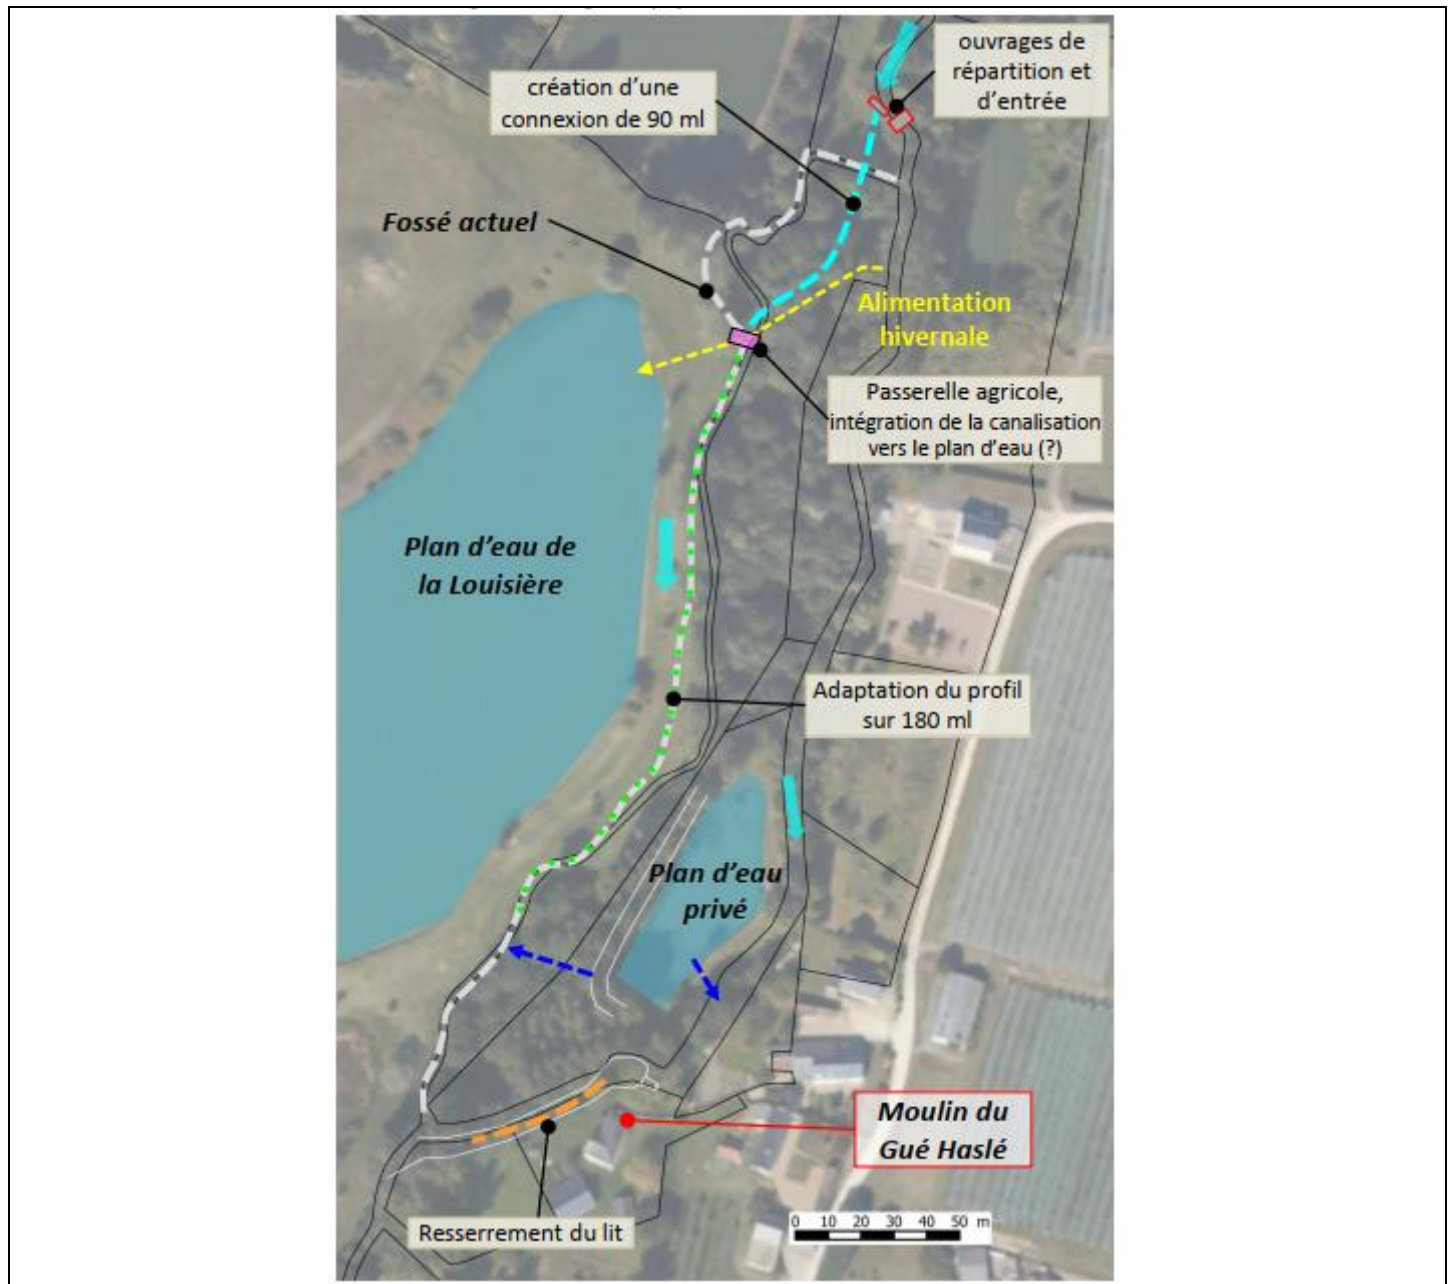 ouvrages de
répartition et
d'entrée
création d'une
connexion de 90 ml
Fossé actuel
Alimentation
hivernale
Passerelle agricole,
intégration de la canalisation
vers le plan d'eau (?)
Plan d'eau de
la Louisière
Adaptation du profil
sur 180 ml
Plan d'eau
privé
Moulin du
Gué Haslé
Resserrement du lit
0 10 20 30 40 50 m